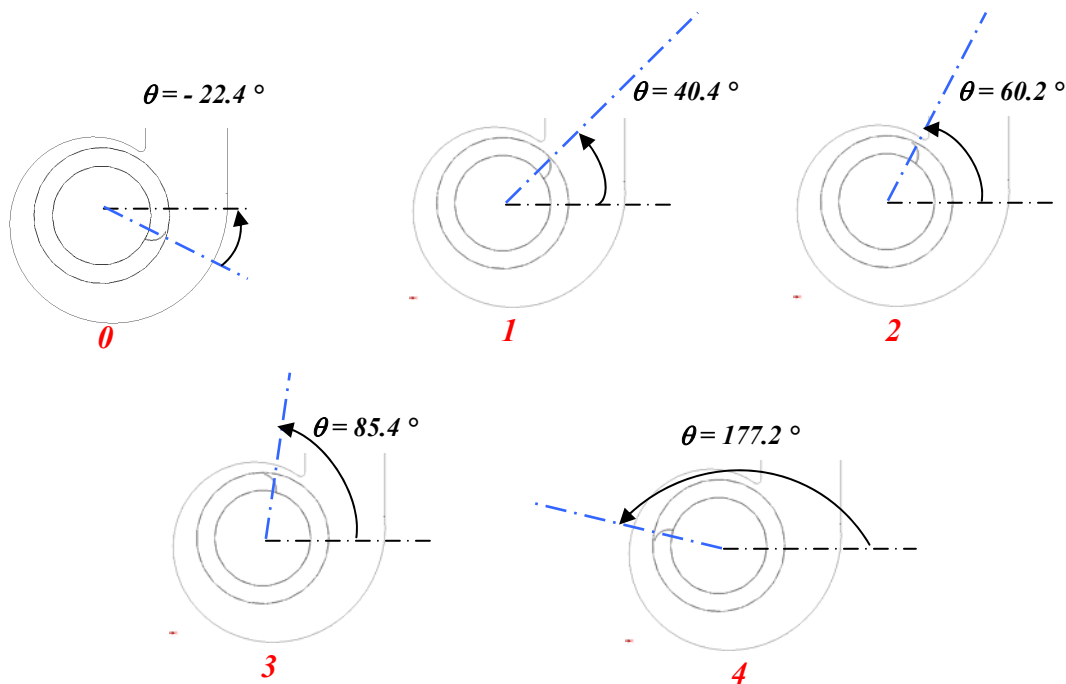 θ = - 22.4 °
θ = 40.4 °
θ = 60.2 °
0
1
2
θ = 85.4 °
θ = 177.2 °
3
4